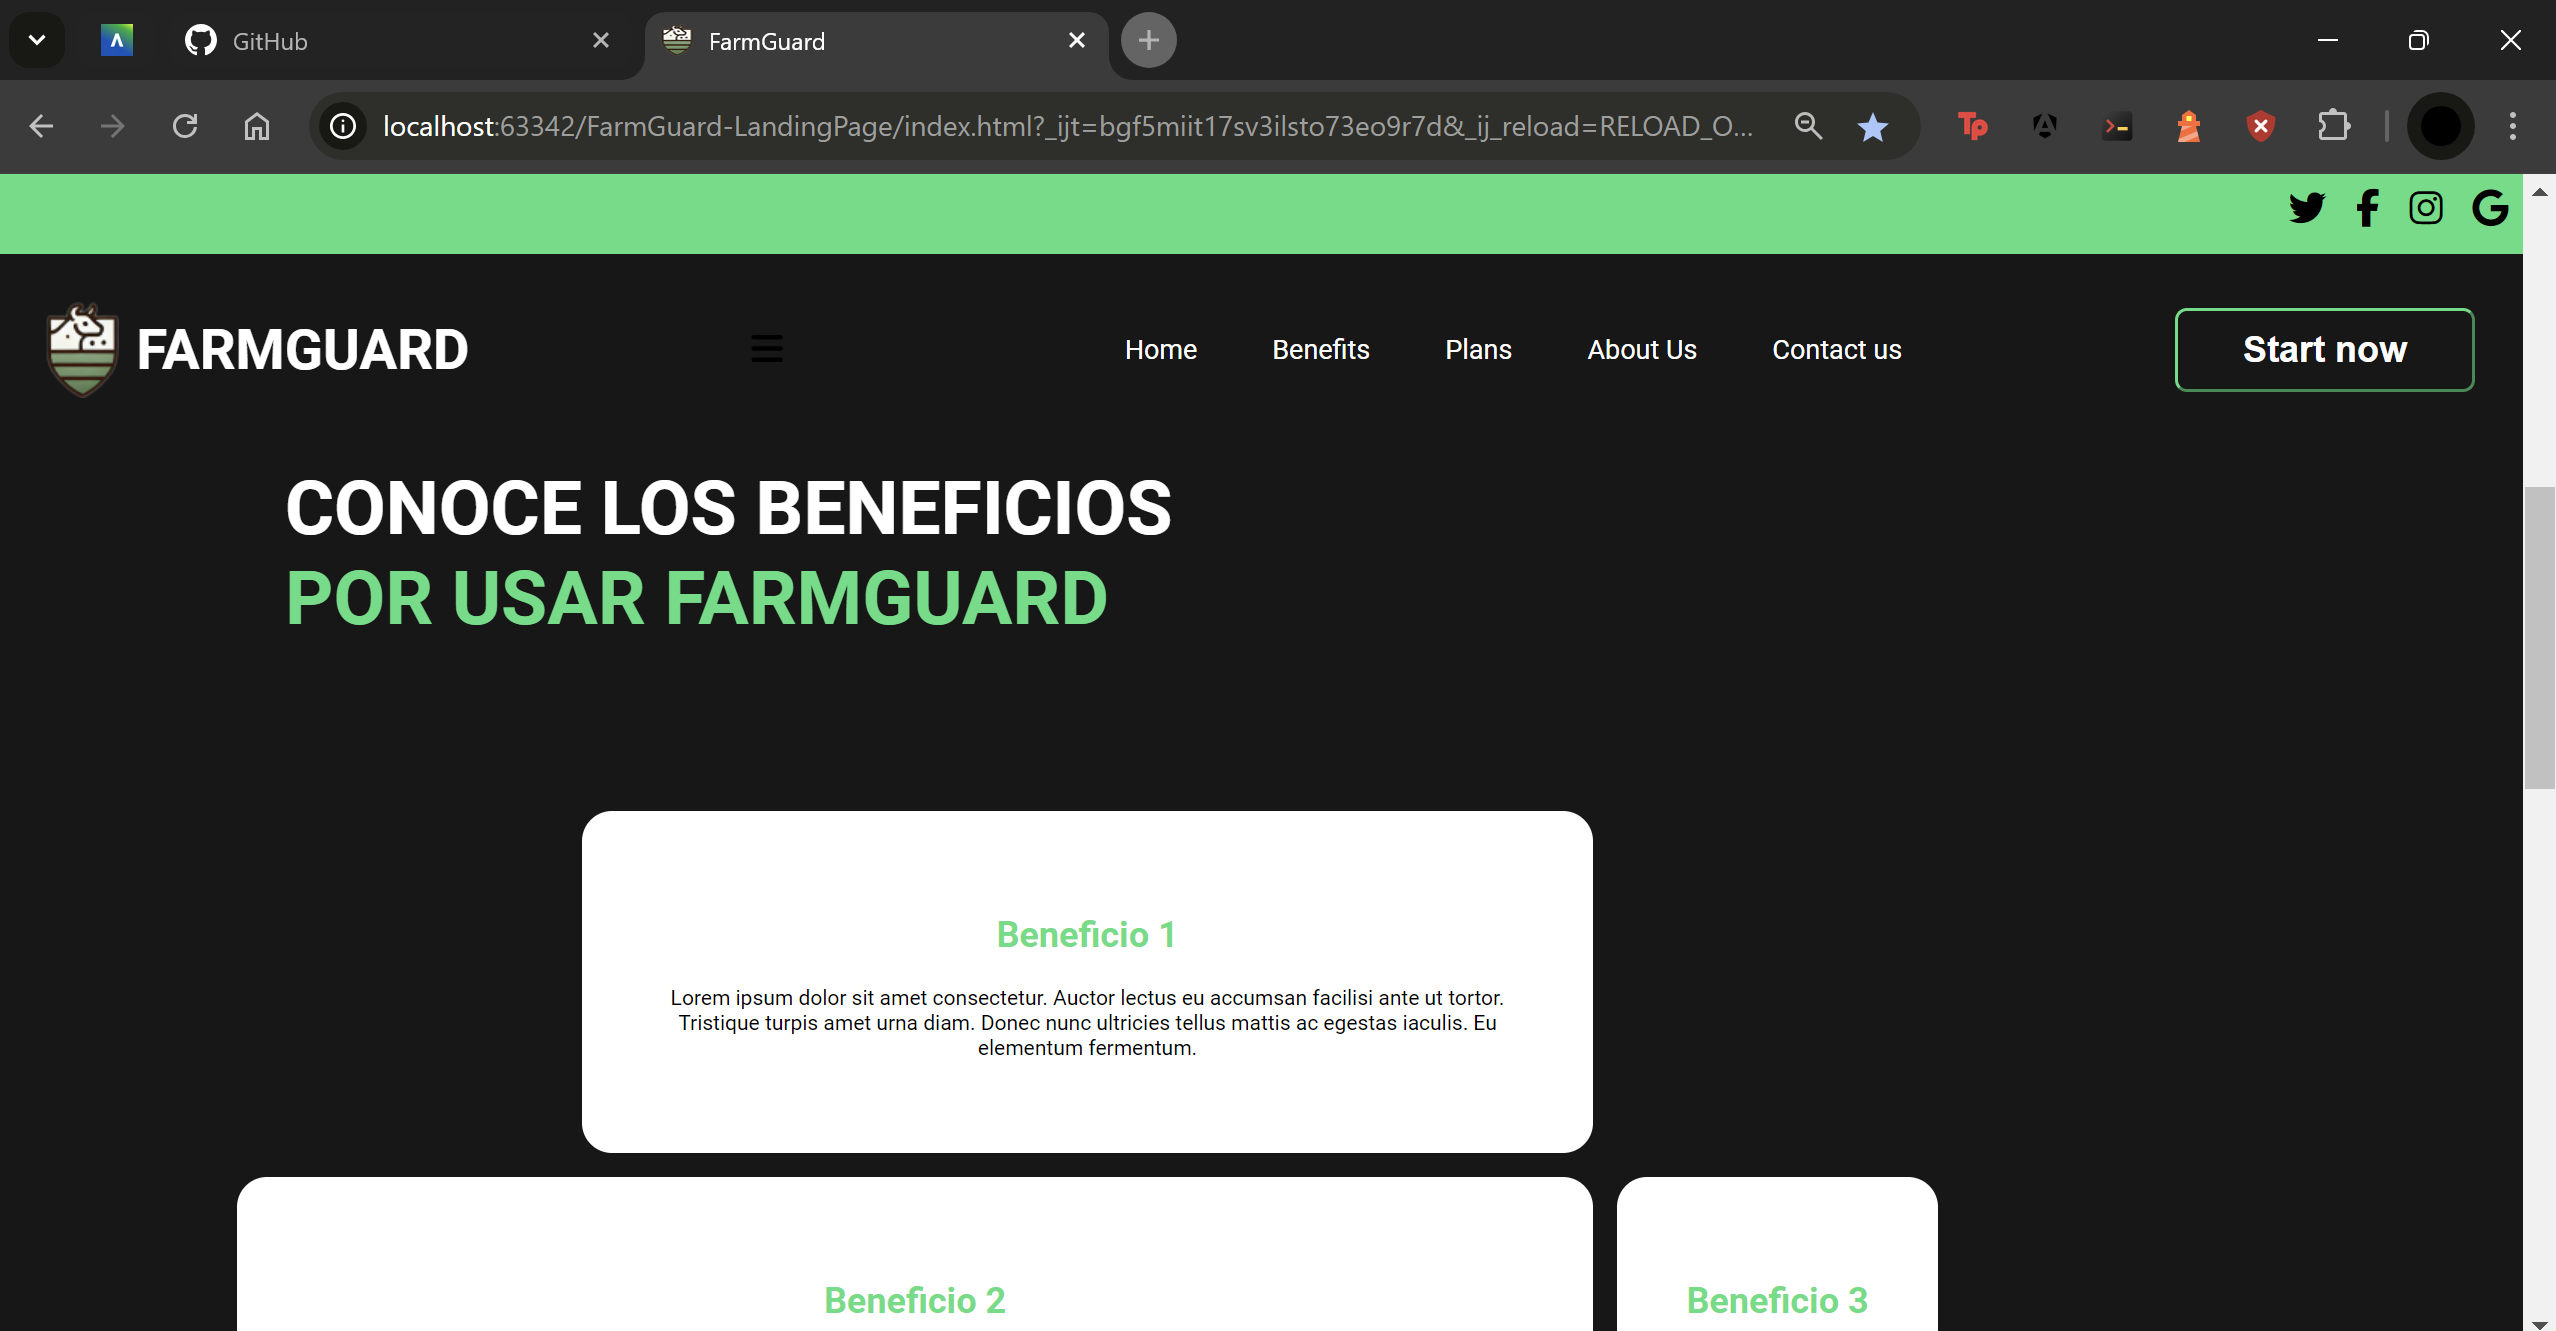 GitHub
FarmGuard
localhost:63342/FarmGuard-LandingPage/index.html?_ijt=bgf5miit17sv3ilsto73eo9r7d&_ij_reload=RELOAD_O...
FARMGUARD
Home
Benefits
Plans
About Us
Contact us
Start now
CONOCE LOS BENEFICIOS
POR USAR FARMGUARD
Beneficio 1
Lorem ipsum dolor sit amet consectetur. Auctor lectus eu accumsan facilisi ante ut tortor.
Tristique turpis amet urna diam. Donec nunc ultricies tellus mattis ac egestas iaculis. Eu
elementum fermentum.
Beneficio 2
Beneficio 3